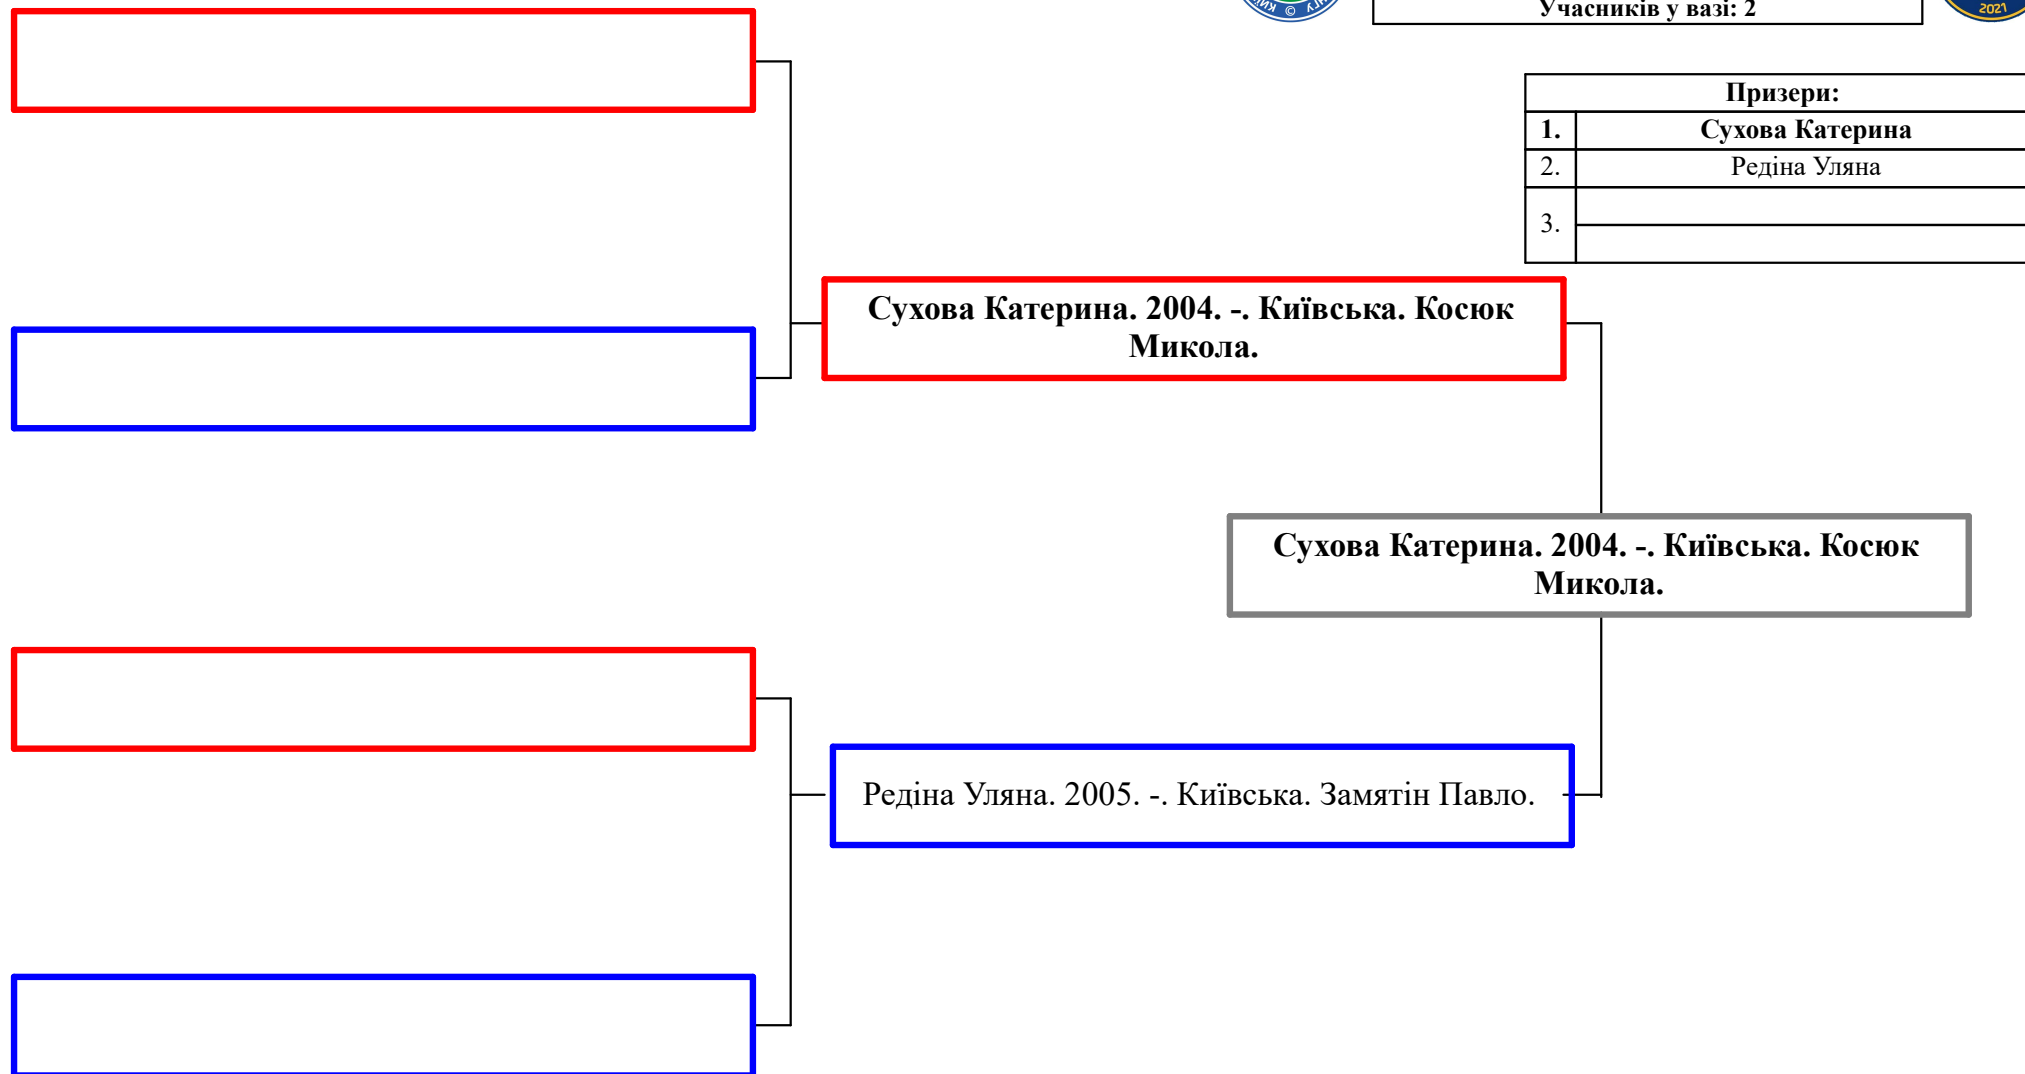 Учасників у вазі: 2
2021
Призери:
1. Сухова Катерина
2. Редіна Уляна
3.
Сухова Катерина. 2004. -. Київська. Косюк
Микола.
Сухова Катерина. 2004. -. Київська. Косюк
Микола.
Редіна Уляна. 2005. -. Київська. Замятін Павло.